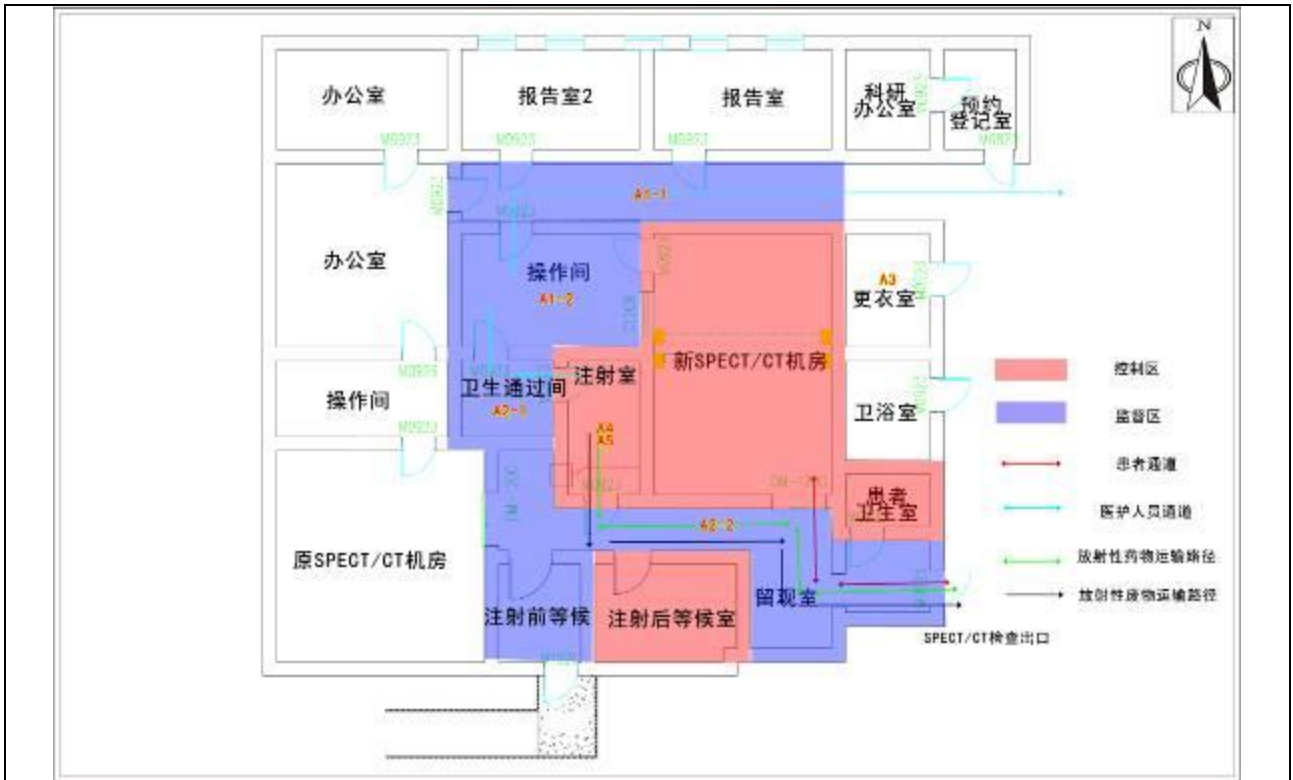 N
办公室
报告室2
报告室
科研
办公室
预约
登记室
M0923
M0923
M0923
A1-1
操作间
A1-2
办公室
A3
更衣室
新SPECT/CT机房
注射室
卫生通过间
A2-1
操作间
卫浴室
A4
A5
患者
卫生室
A2-2
原SPECT/CT机房
注射前等候
注射后等候室
留观室
SPECT/CT检查出口
控制区
监督区
患者通道
医护人员通道
放射性药物运输路径
放射性废物运输路径